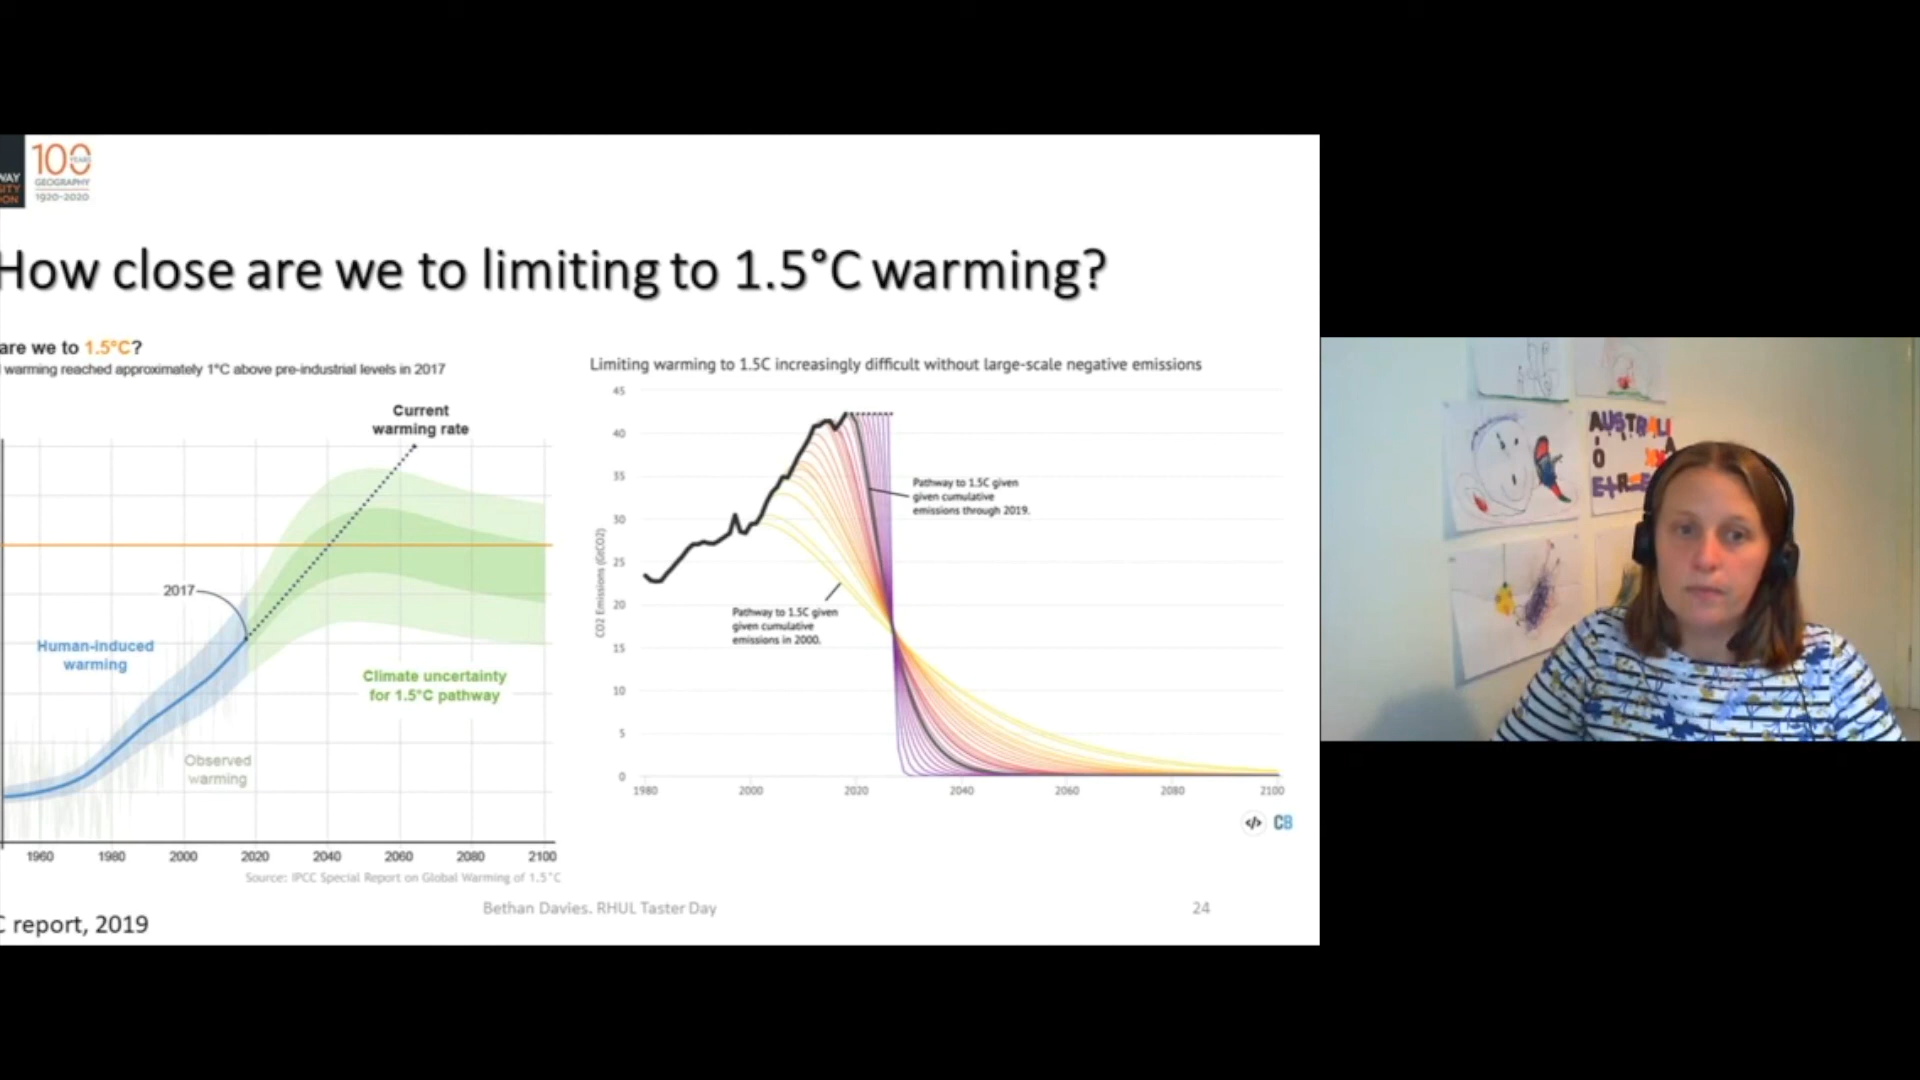 WAY
SITY
DON
100
YEARS
GEOGRAPHY
1920-2020
How close are we to limiting to 1.5°C warming?
are we to 1.5°C?
warming reached approximately 1°C above pre-industrial levels in 2017
Current
warming rate
2017
Human-induced
warming
Climate uncertainty
for 1.5°C pathway
Observed
warming
1960 1980 2000 2020 2040 2060 2080 2100
Source: IPCC Special Report on Global Warming of 1.5°C
Limiting warming to 1.5C increasingly difficult without large-scale negative emissions
CO2 Emissions (GtCO2)
45
40
35
30
25
20
15
10
5
0
Pathway to 1.5C given
given cumulative
emissions through 2019.
Pathway to 1.5C given
given cumulative
emissions in 2000.
1980 2000 2020 2040 2060 2080 2100
</> CB
C report, 2019
Bethan Davies. RHUL Taster Day
24
AUSTRALI
A